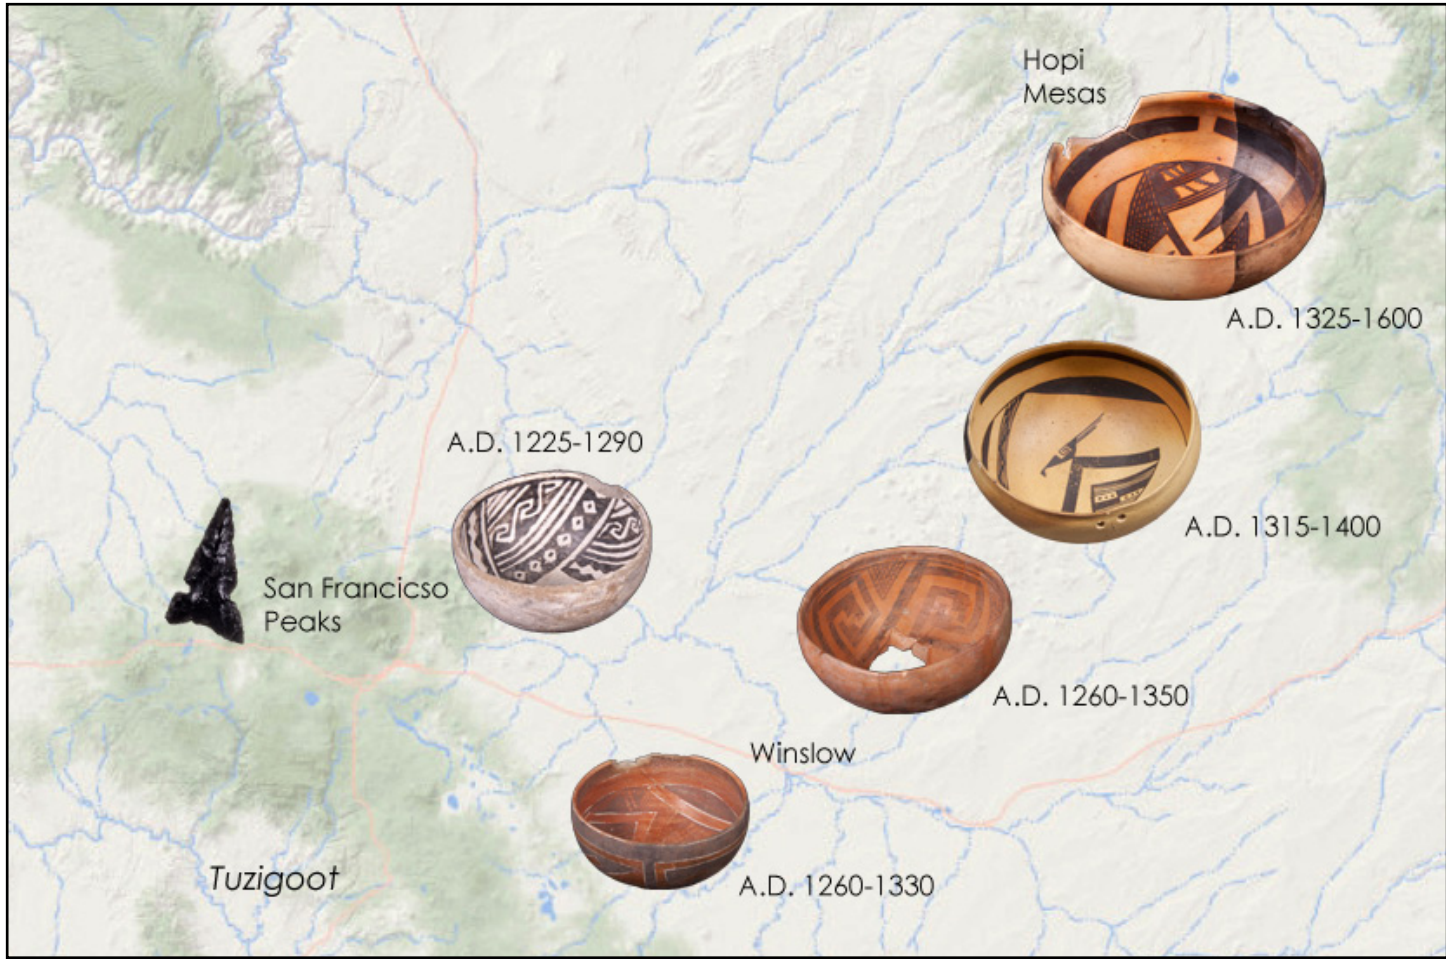 Hopi
Mesas
A.D. 1325-1600
A.D. 1225-1290
A.D. 1315-1400
San Francicso
Peaks
A.D. 1260-1350
Winslow
Tuzigoot
A.D. 1260-1330